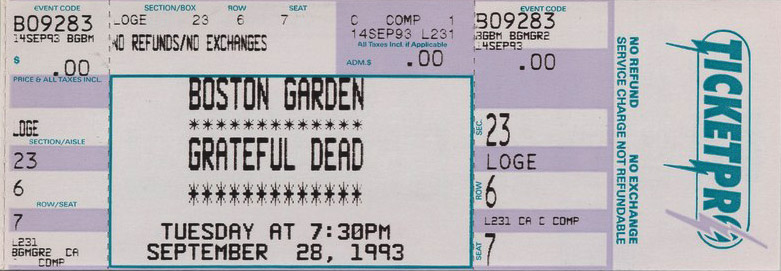 EVENT CODE
BO9283
14SEP93 BGBM
$
.00
PRICE & ALL TAXES INCL.
LOGE
SECTION/AISLE
23
6
ROW/SEAT
7
L231
BGMGR2 CA
C COMP
SECTION/BOX ROW SEAT
LOGE 23 6 7
NO REFUNDS/NO EXCHANGES
C COMP 1
14SEP93 L231
All Taxes Incl. if Applicable
ADM.$ .00
BOSTON GARDEN
************
GRATEFUL DEAD
************
TUESDAY AT 7:30PM
SEPTEMBER 28, 1993
EVENT CODE
BO9283
BGBM BGMGR2
14SEP93
.00
SEC. 23
LOGE
ROW 6
L231 CA C COMP
SEAT 7
NO REFUND NO EXCHANGE
SERVICE CHARGE NOT REFUNDABLE
TICKETPRO